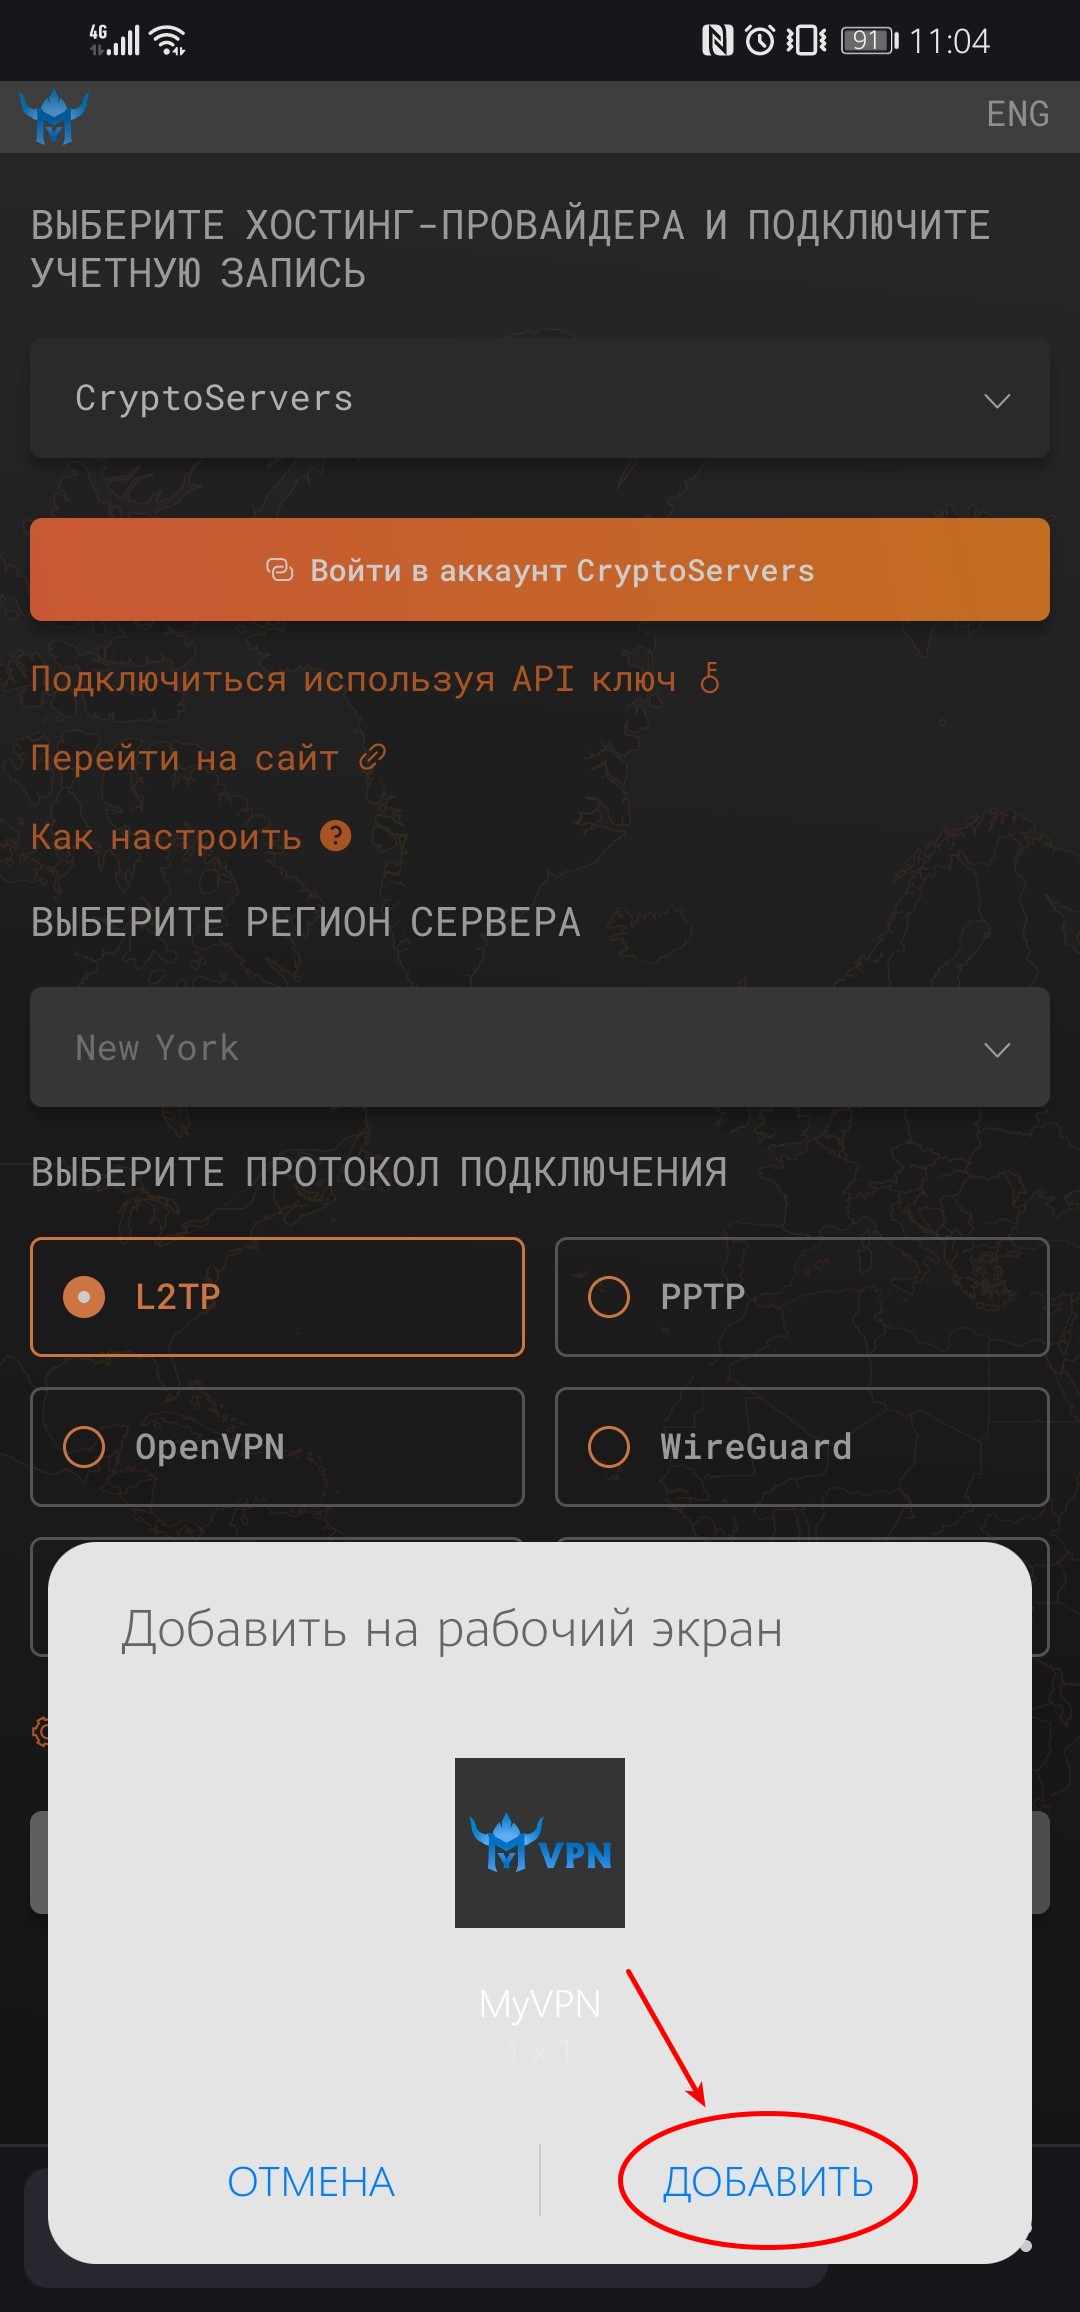 4G
91
11:04
ENG
ВЫБЕРИТЕ ХОСТИНГ-ПРОВАЙДЕРА И ПОДКЛЮЧИТЕ
УЧЕТНУЮ ЗАПИСЬ
CryptoServers
Войти в аккаунт CryptoServers
Подключиться используя API ключ
Перейти на сайт
Как настроить ?
ВЫБЕРИТЕ РЕГИОН СЕРВЕРА
New York
ВЫБЕРИТЕ ПРОТОКОЛ ПОДКЛЮЧЕНИЯ
L2TP
PPTP
OpenVPN
WireGuard
Добавить на рабочий экран
VPN
MyVPN
1 x 1
ОТМЕНА
ДОБАВИТЬ